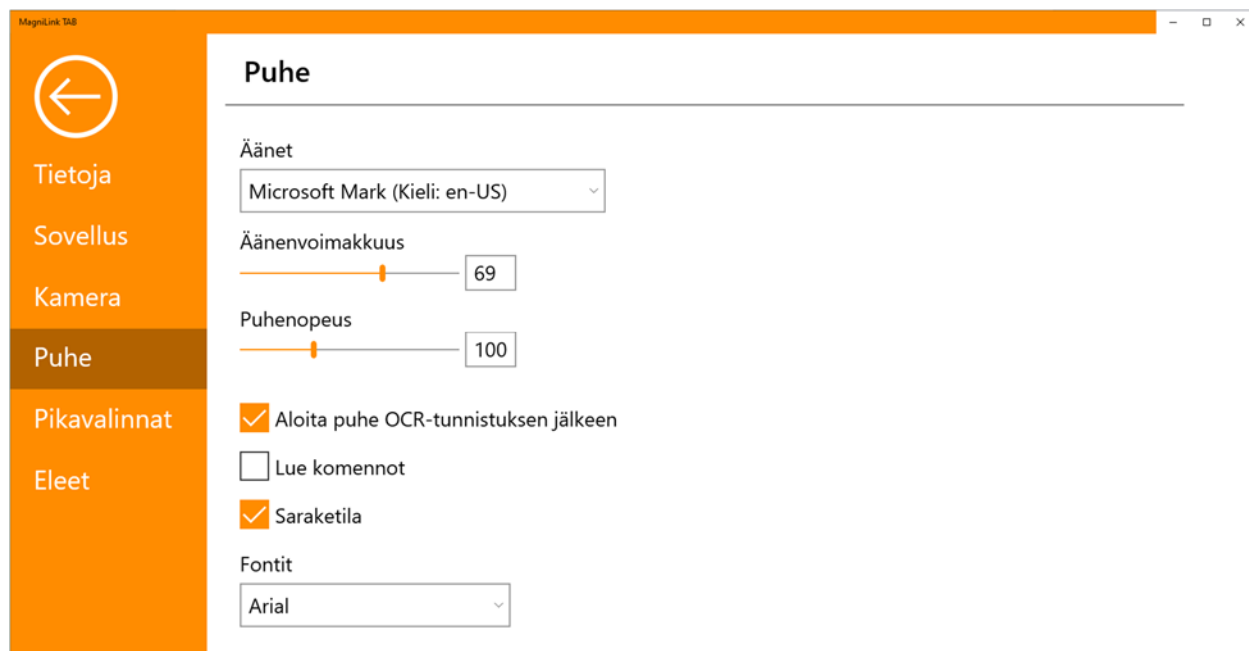 MagniLink TAB
Tietoja
Sovellus
Kamera
Puhe
Pikavalinnat
Eleet
Puhe
Äänet
Microsoft Mark (Kieli: en-US)
Äänenvoimakkuus
69
Puhenopeus
100
Aloita puhe OCR-tunnistuksen jälkeen
Lue komennot
Saraketila
Fontit
Arial